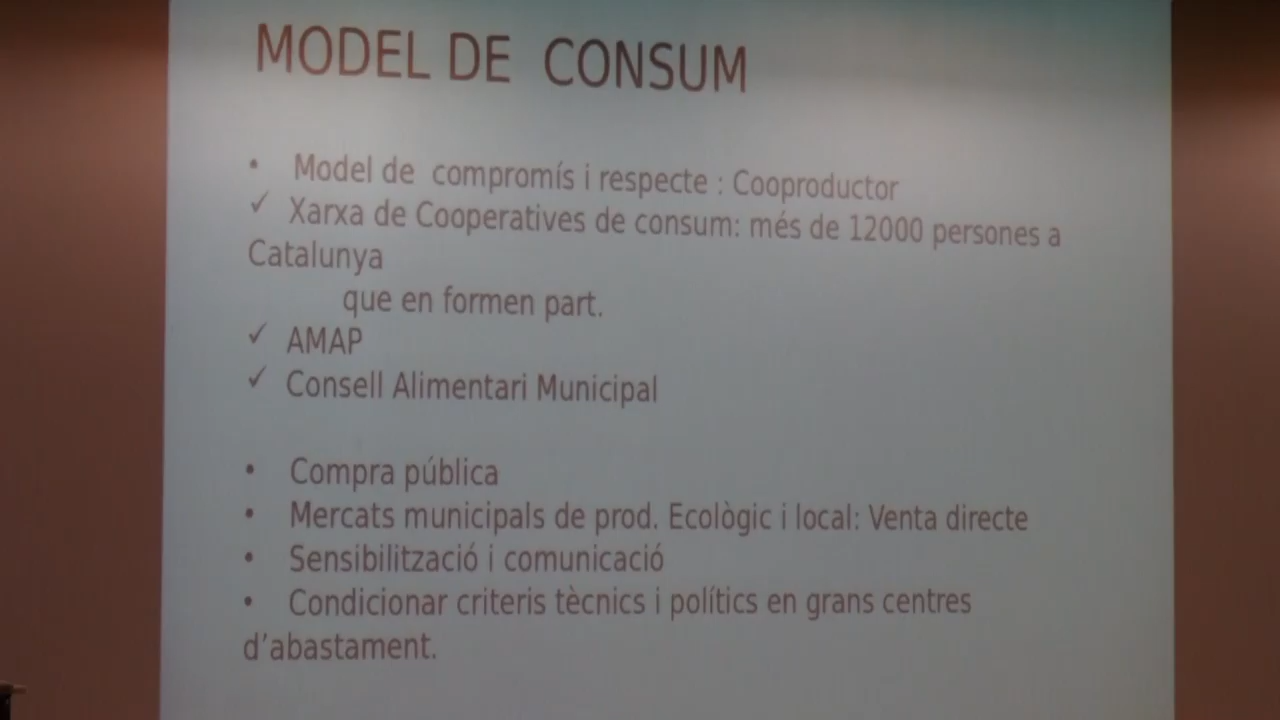 MODEL DE CONSUM
• Model de compromís i respecte : Cooproductor
✓ Xarxa de Cooperatives de consum: més de 12000 persones a
Catalunya
que en formen part.
✓ AMAP
✓ Consell Alimentari Municipal
• Compra pública
• Mercats municipals de prod. Ecològic i local: Venta directe
• Sensibilització i comunicació
• Condicionar criteris tècnics i polítics en grans centres
d’abastament.